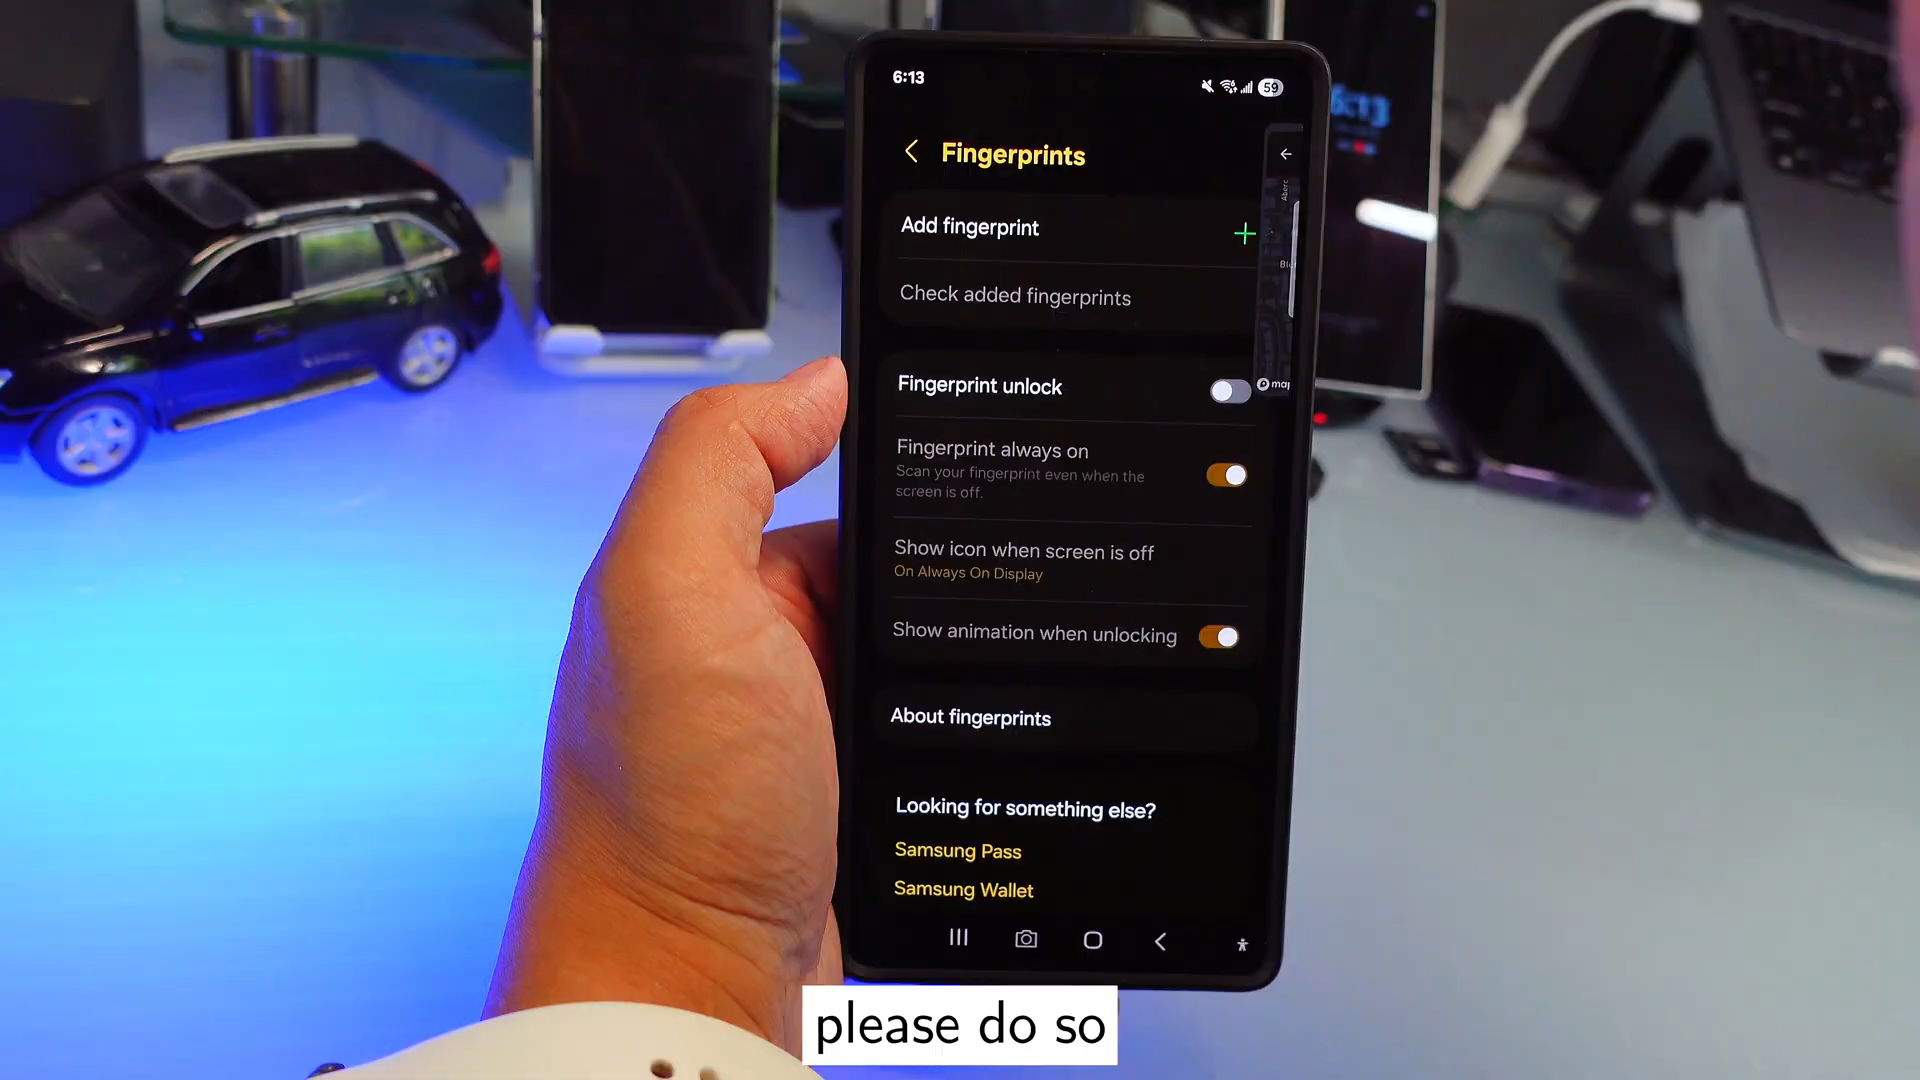 6:13
59
6:13
Fingerprints
Add fingerprint
Check added fingerprints
Fingerprint unlock
Fingerprint always on
Scan your fingerprint even when the
screen is off.
Show icon when screen is off
On Always On Display
Show animation when unlocking
About fingerprints
Looking for something else?
Samsung Pass
Samsung Wallet
please do so